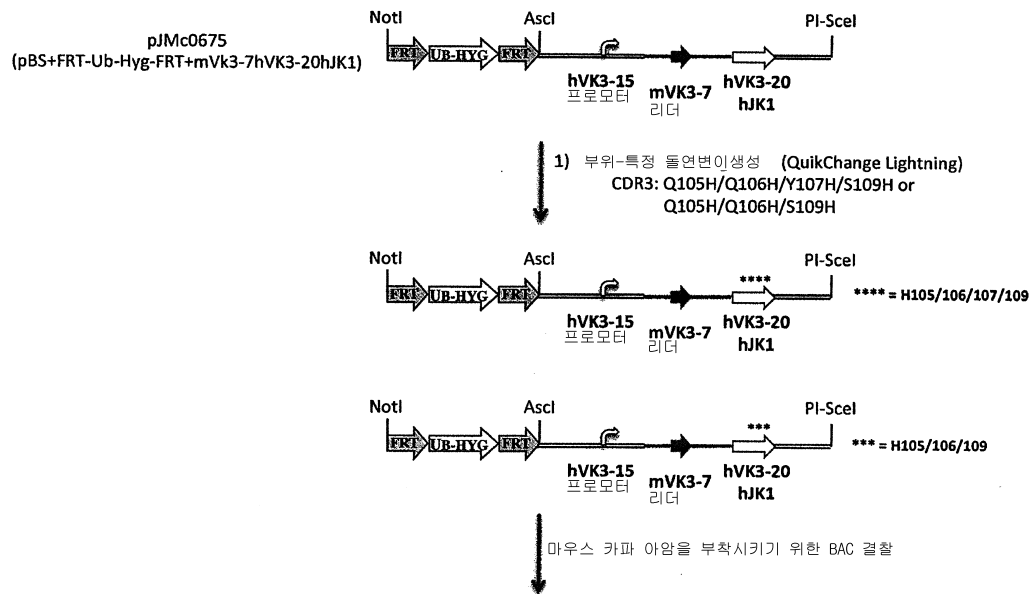 NotI AscI PI-SceI
pJMc0675
(pBS+FRT-Ub-Hyg-FRT+mVk3-7hVK3-20hJK1)
FRT UB-HYG FRT
hVK3-15 mVK3-7 hVK3-20
프로모터 리더 hJK1
1) 부위-특정 돌연변이생성 (QuikChange Lightning)
CDR3: Q105H/Q106H/Y107H/S109H or
Q105H/Q106H/S109H
NotI AscI PI-SceI
****
FRT UB-HYG FRT **** = H105/106/107/109
hVK3-15 mVK3-7 hVK3-20
프로모터 리더 hJK1
NotI AscI PI-SceI
***
FRT UB-HYG FRT *** = H105/106/109
hVK3-15 mVK3-7 hVK3-20
프로모터 리더 hJK1
마우스 카파 아암을 부착시키기 위한 BAC 결찰